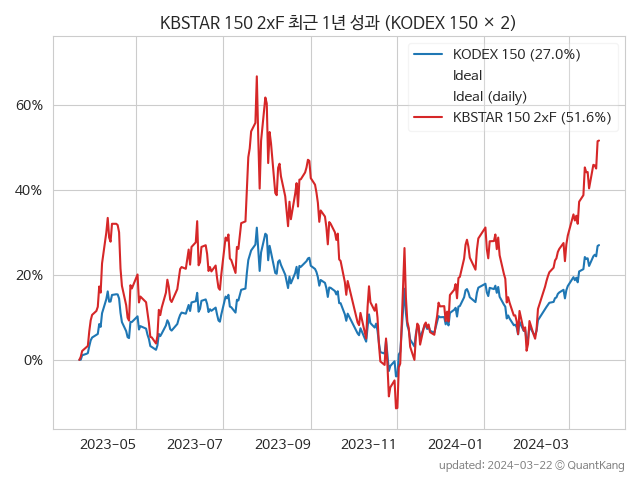 KBSTAR 150 2xF 최근 1년 성과 (KODEX 150 × 2)
KODEX 150 (27.0%)
Ideal
Ideal (daily)
KBSTAR 150 2xF (51.6%)
60%
40%
20%
0%
2023-05 2023-07 2023-09 2023-11 2024-01 2024-03
updated: 2024-03-22 © QuantKang